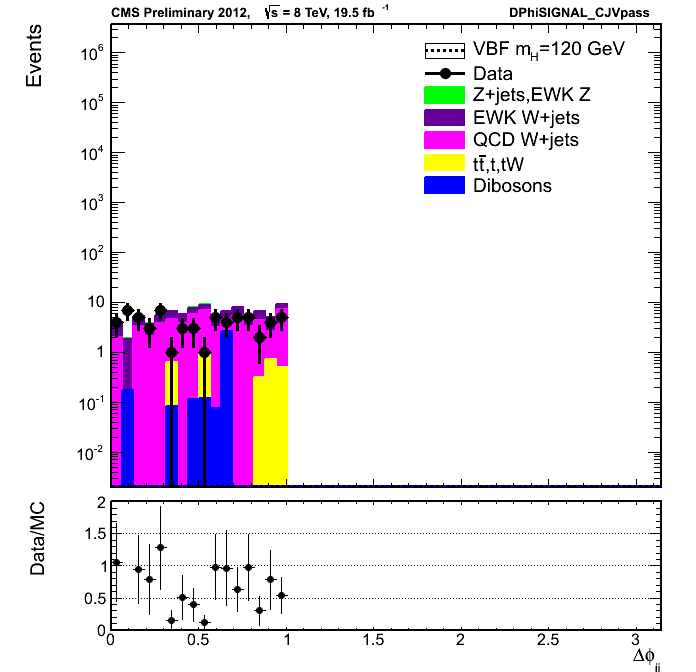 CMS Preliminary 2012, √s = 8 TeV, 19.5 fb⁻¹ DPhiSIGNAL_CJVpass
Events
VBF m_H=120 GeV
Data
Z+jets,EWK Z
EWK W+jets
QCD W+jets
tt̄,t,tW
Dibosons
10⁶
10⁵
10⁴
10³
10²
10
1
10⁻¹
10⁻²
Data/MC
2
1.5
1
0.5
0
0 0.5 1 1.5 2 2.5 3
Δϕ_jj